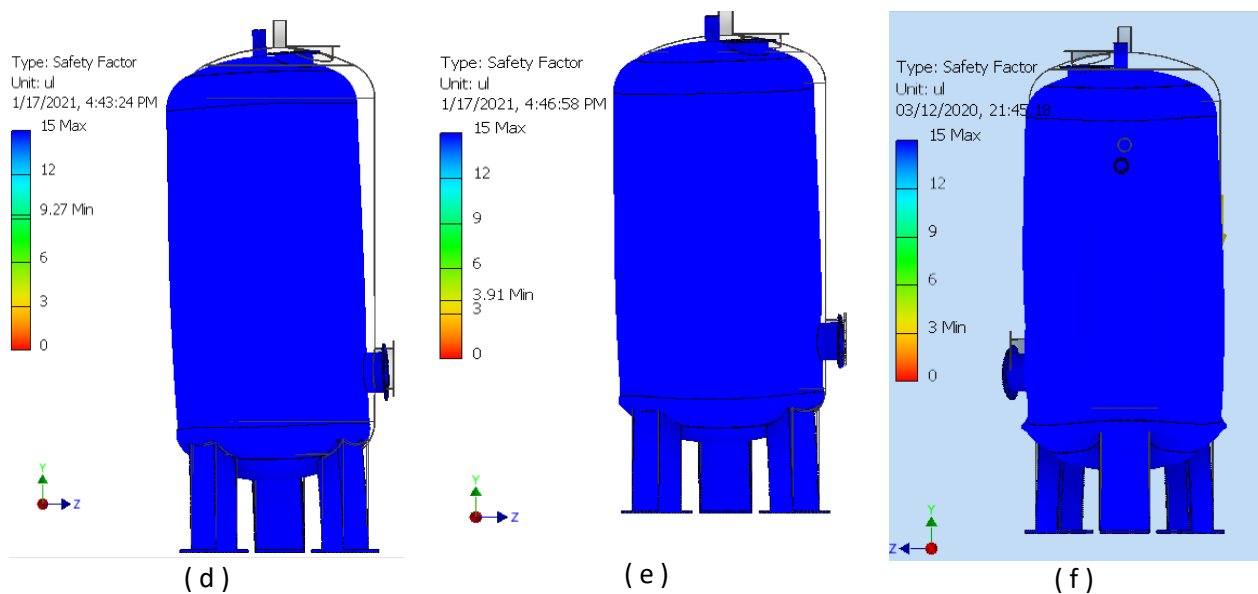 Type: Safety Factor
Unit: ul
1/17/2021, 4:43:24 PM
15 Max
12
9.27 Min
6
3
0
Y
Z
( d )
Type: Safety Factor
Unit: ul
1/17/2021, 4:46:58 PM
15 Max
12
9
6
3.91 Min
3
0
Y
Z
( e )
Type: Safety Factor
Unit: ul
03/12/2020, 21:45:18
15 Max
12
9
6
3 Min
0
Y
Z
( f )